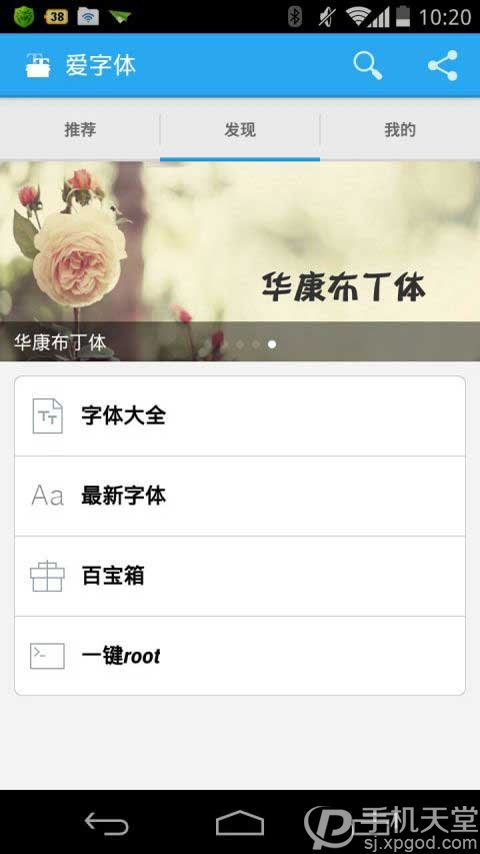 38
10:20
爱字体
推荐
发现
我的
华康布丁体
华康布丁体
TT
字体大全
Aa
最新字体
百宝箱
>_
一键root
手机天堂
sj.xpgod.com